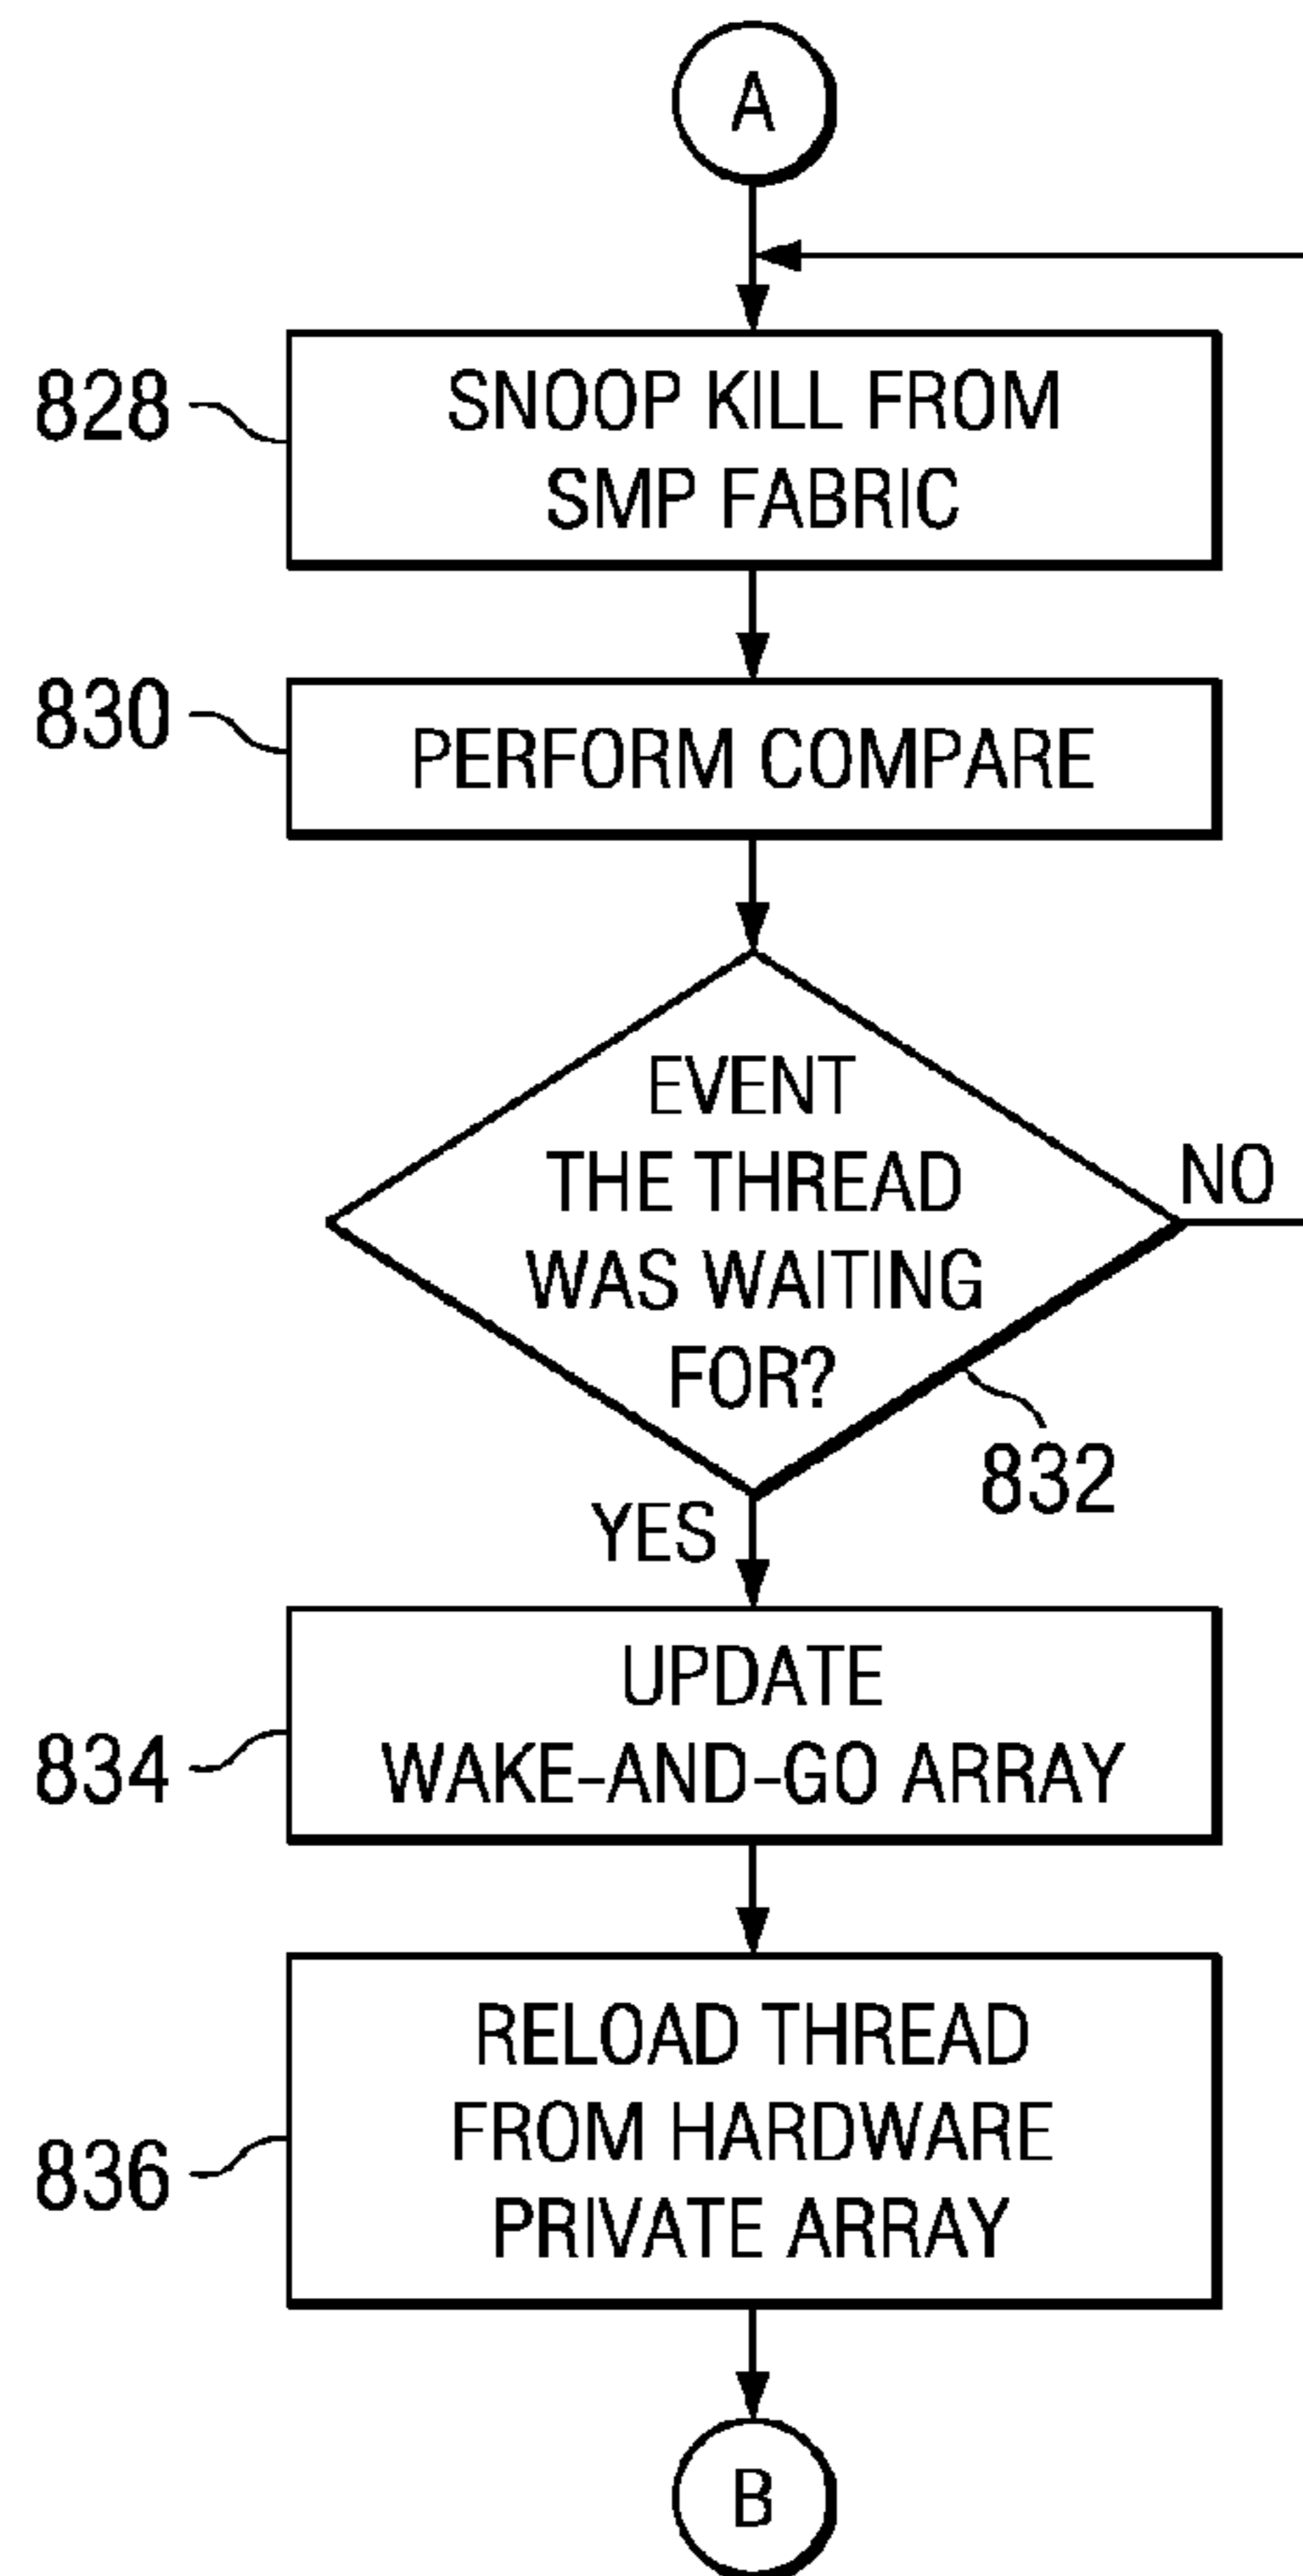 A
828
SNOOP KILL FROM
SMP FABRIC
830
PERFORM COMPARE
EVENT
THE THREAD
WAS WAITING
FOR?
NO
832
YES
834
UPDATE
WAKE-AND-GO ARRAY
836
RELOAD THREAD
FROM HARDWARE
PRIVATE ARRAY
B